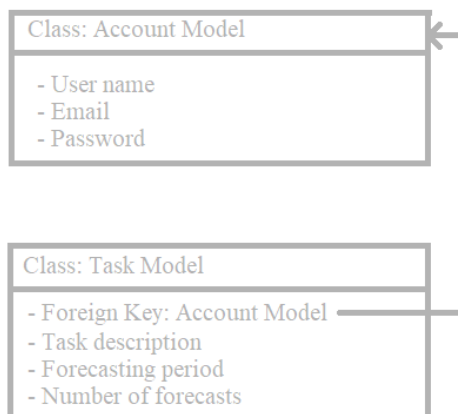 Class: Account Model
- User name
- Email
- Password
Class: Task Model
- Foreign Key: Account Model
- Task description
- Forecasting period
- Number of forecasts